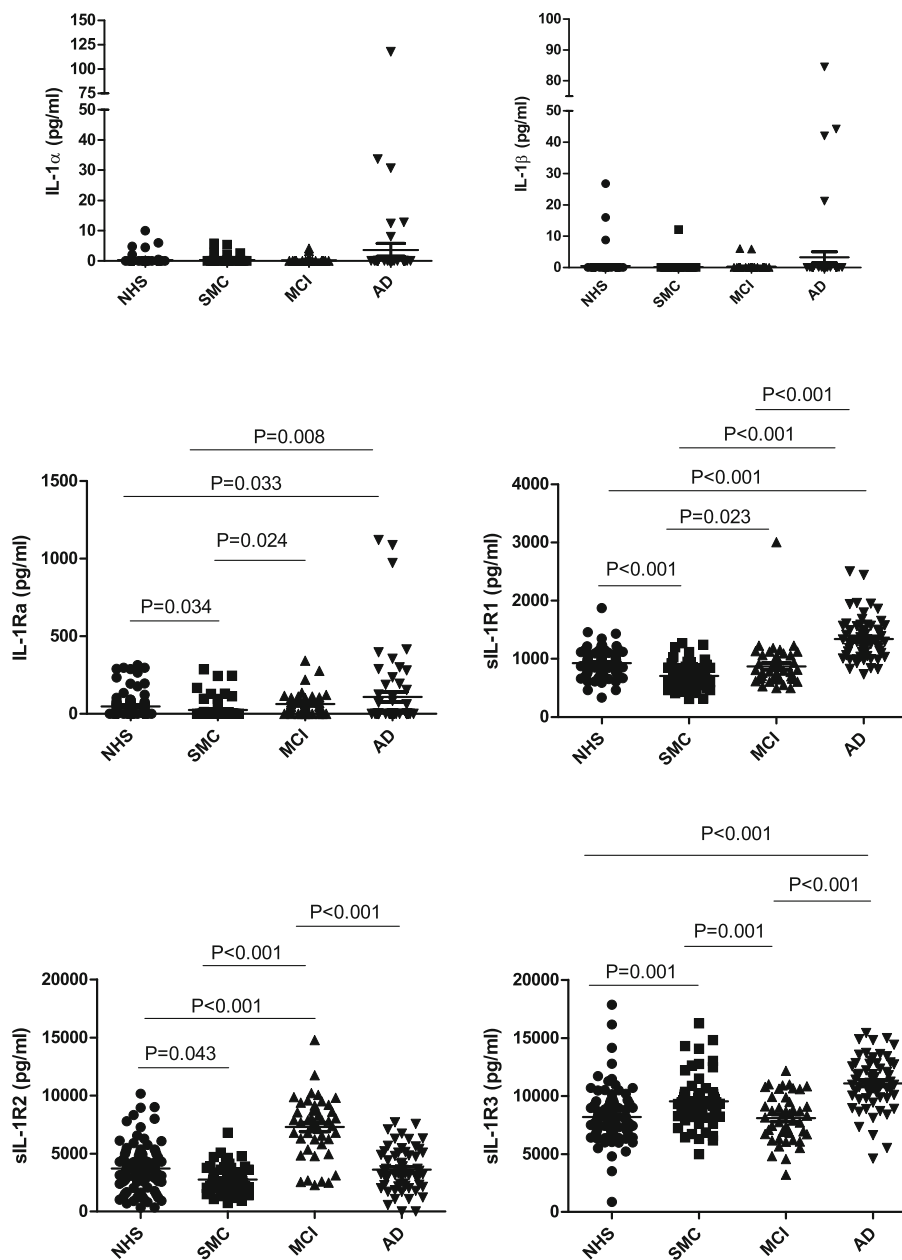 150
125
100
75
50
40
30
20
10
0
IL-1α (pg/ml)
NHS
SMC
MCI
AD
100
90
80
70
60
50
40
30
20
10
0
IL-1β (pg/ml)
NHS
SMC
MCI
AD
P=0.008
P=0.033
P=0.024
P=0.034
1500
1000
500
0
IL-1Ra (pg/ml)
NHS
SMC
MCI
AD
P<0.001
P<0.001
P<0.001
P=0.023
P<0.001
4000
3000
2000
1000
0
sIL-1R1 (pg/ml)
NHS
SMC
MCI
AD
P<0.001
P<0.001
P<0.001
P=0.043
20000
15000
10000
5000
0
sIL-1R2 (pg/ml)
NHS
SMC
MCI
AD
P<0.001
P<0.001
P=0.001
P=0.001
20000
15000
10000
5000
0
sIL-1R3 (pg/ml)
NHS
SMC
MCI
AD